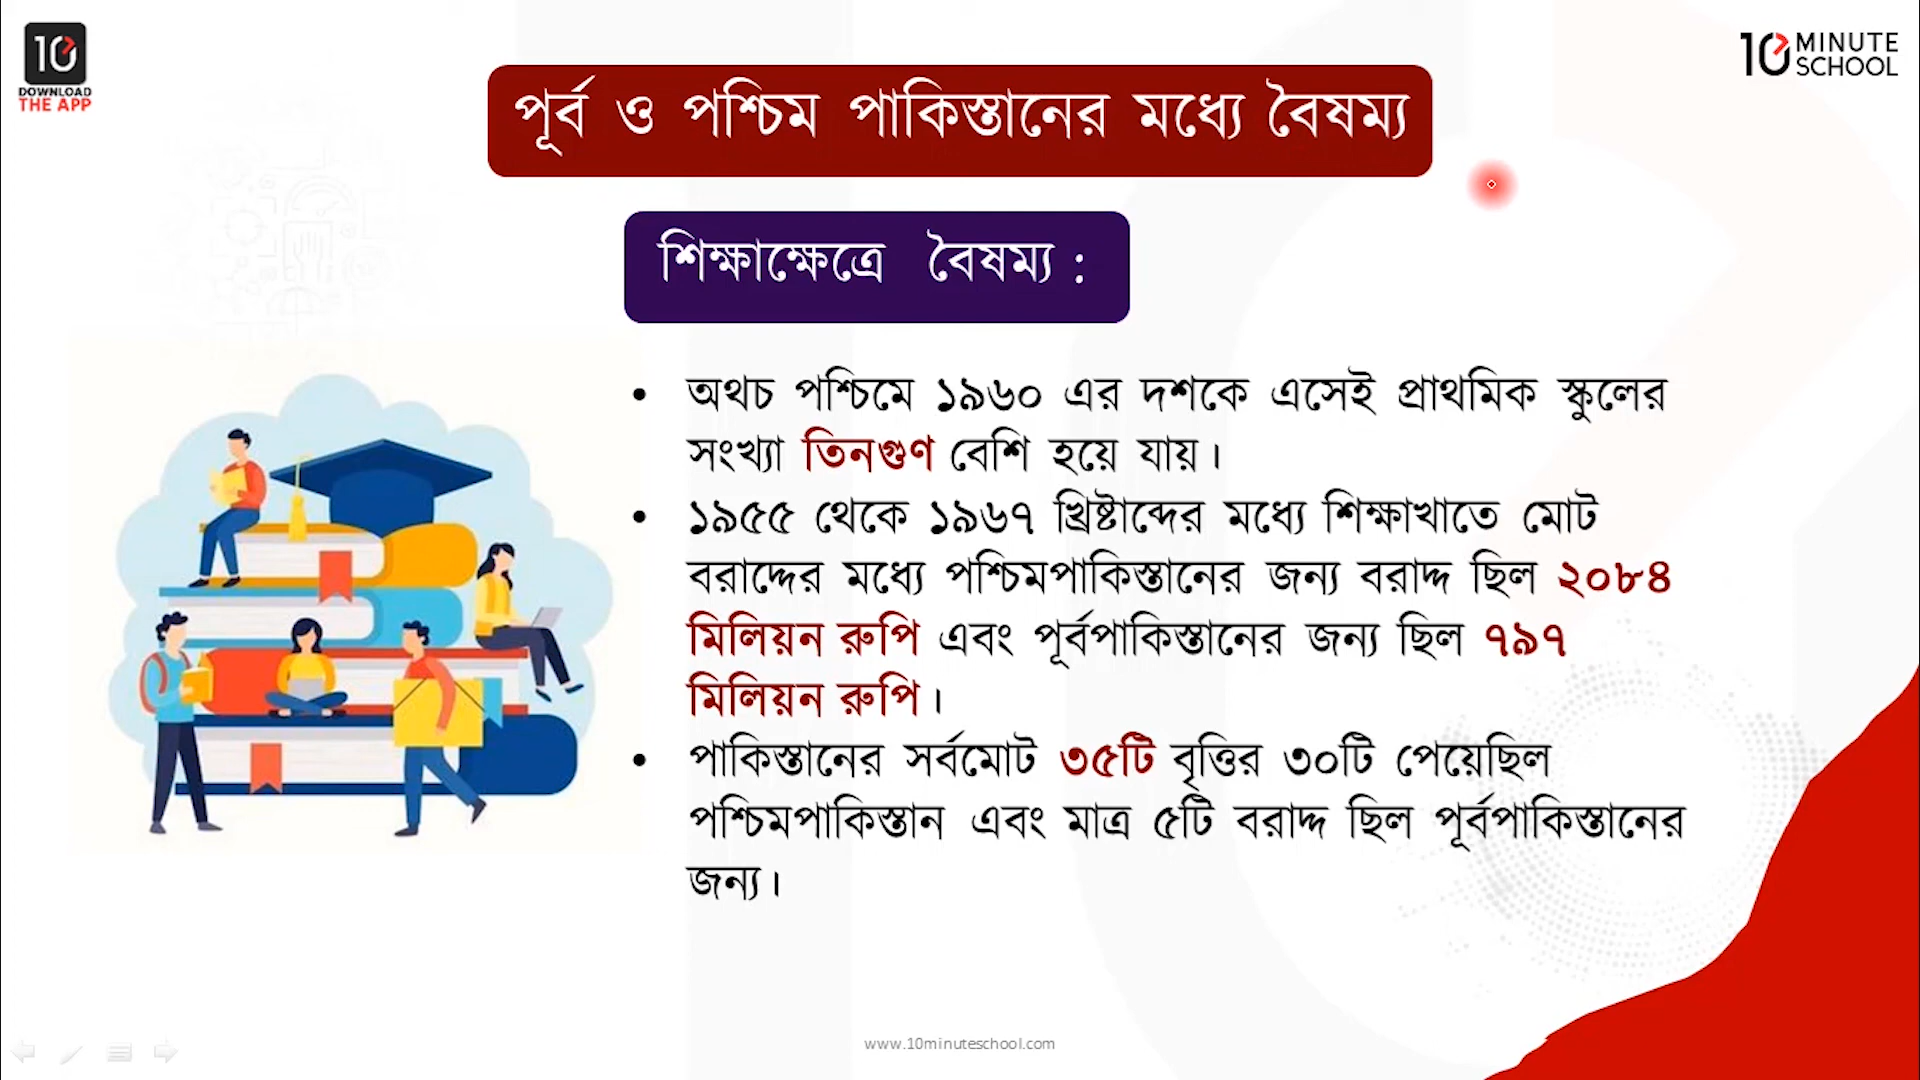 10
DOWNLOAD
THE APP
10 MINUTE
SCHOOL
পূর্ব ও পশ্চিম পাকিস্তানের মধ্যে বৈষম্য
শিক্ষাক্ষেত্রে বৈষম্য :
• অথচ পশ্চিমে ১৯৬০ এর দশকে এসেই প্রাথমিক স্কুলের
সংখ্যা তিনগুণ বেশি হয়ে যায়।
• ১৯৫৫ থেকে ১৯৬৭ খ্রিষ্টাব্দের মধ্যে শিক্ষাখাতে মোট
বরাদ্দের মধ্যে পশ্চিমপাকিস্তানের জন্য বরাদ্দ ছিল ২০৮৪
মিলিয়ন রুপি এবং পূর্বপাকিস্তানের জন্য ছিল ৭৯৭
মিলিয়ন রুপি।
• পাকিস্তানের সর্বমোট ৩৫টি বৃত্তির ৩০টি পেয়েছিল
পশ্চিমপাকিস্তান এবং মাত্র ৫টি বরাদ্দ ছিল পূর্বপাকিস্তানের
জন্য।
www.10minuteschool.com